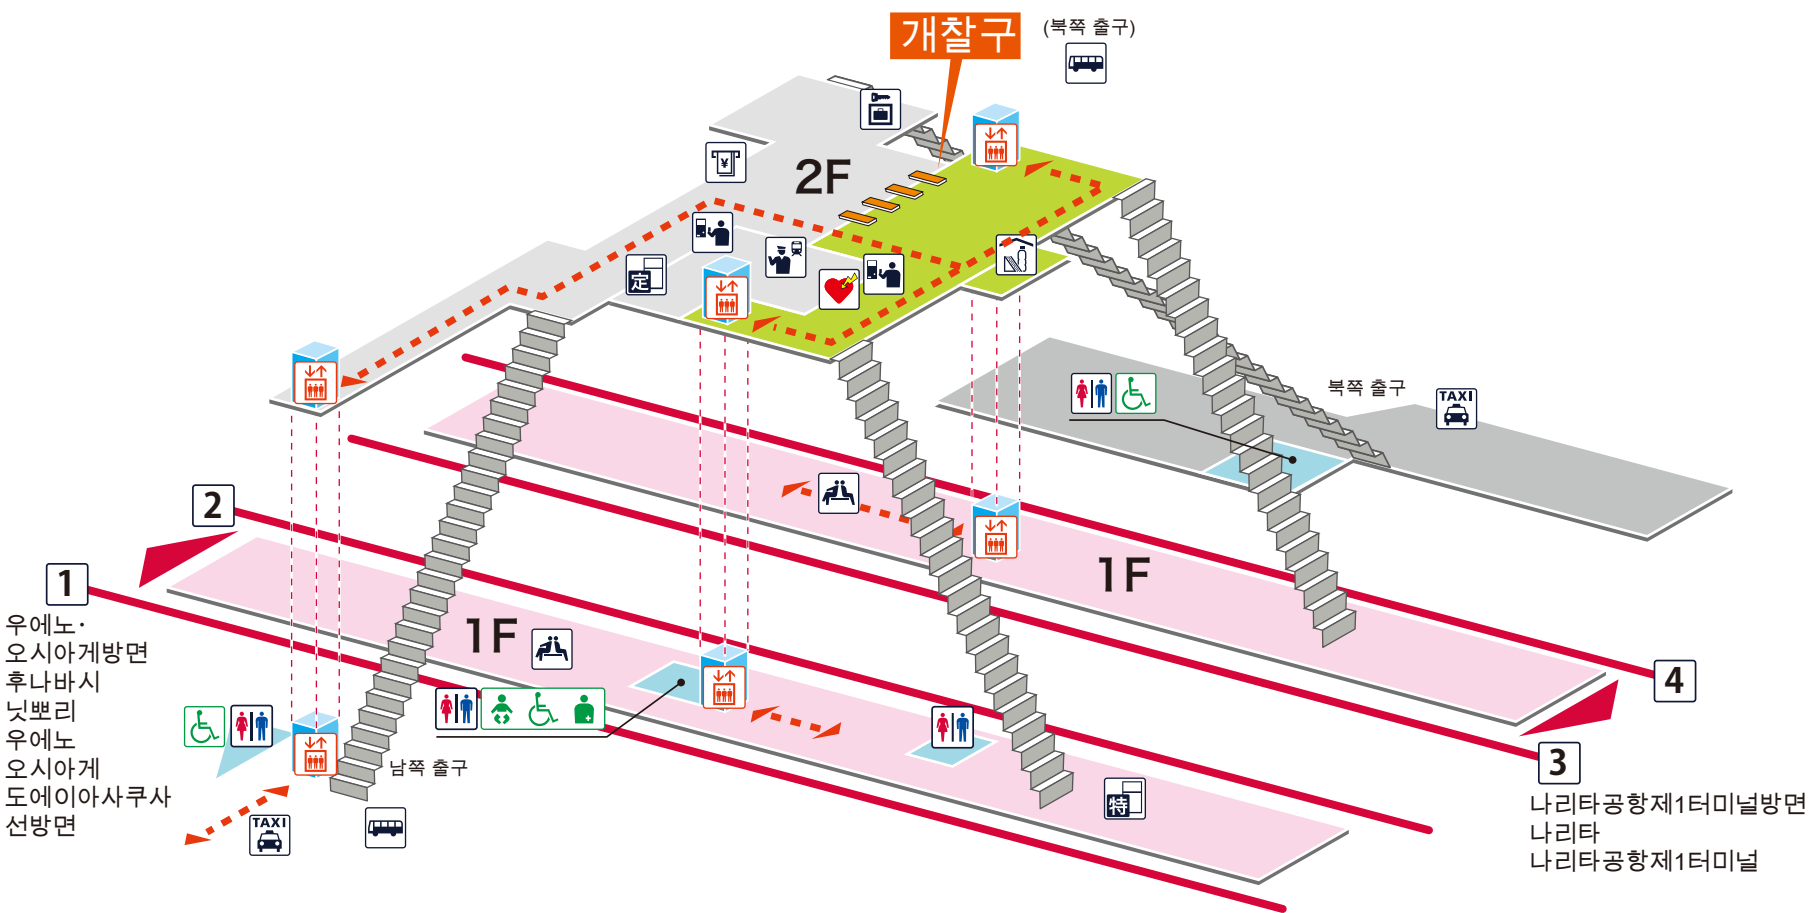 개찰구
(북쪽 출구)
2F
¥
定
북쪽 출구
TAXI
2
1
우에노·
오시아게방면
후나바시
닛뽀리
우에노
오시아게
도에이아사쿠사
선방면
1F
1F
4
3
나리타공항제1터미널방면
나리타
나리타공항제1터미널
남쪽 출구
TAXI
特